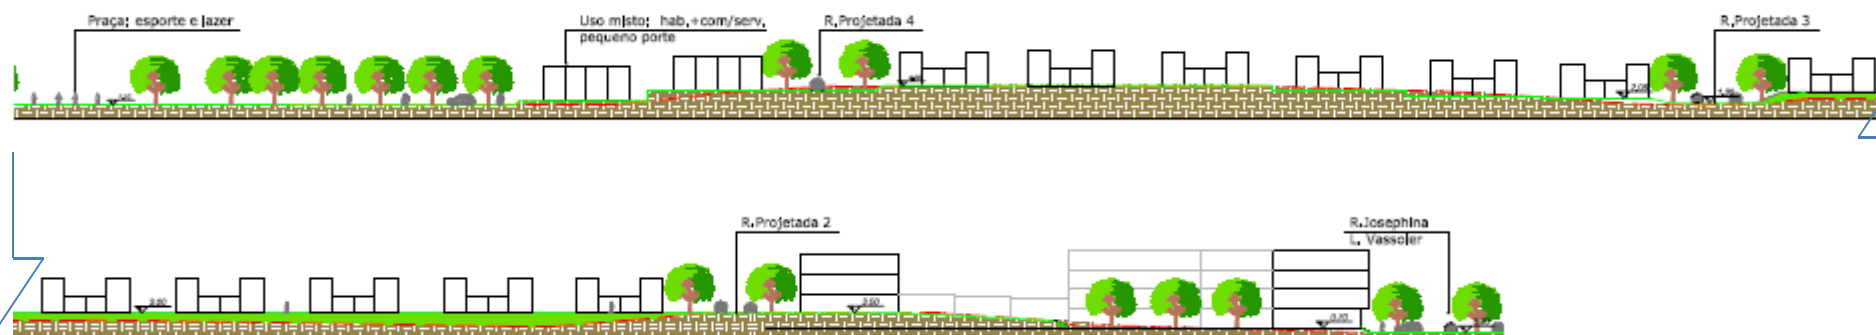 Praça: esporte e lazer
Uso misto: hab.+com/serv.
pequeno porte
R.Projetada 4
R.Projetada 3
R.Projetada 2
R.Josephina
L. Vassoler